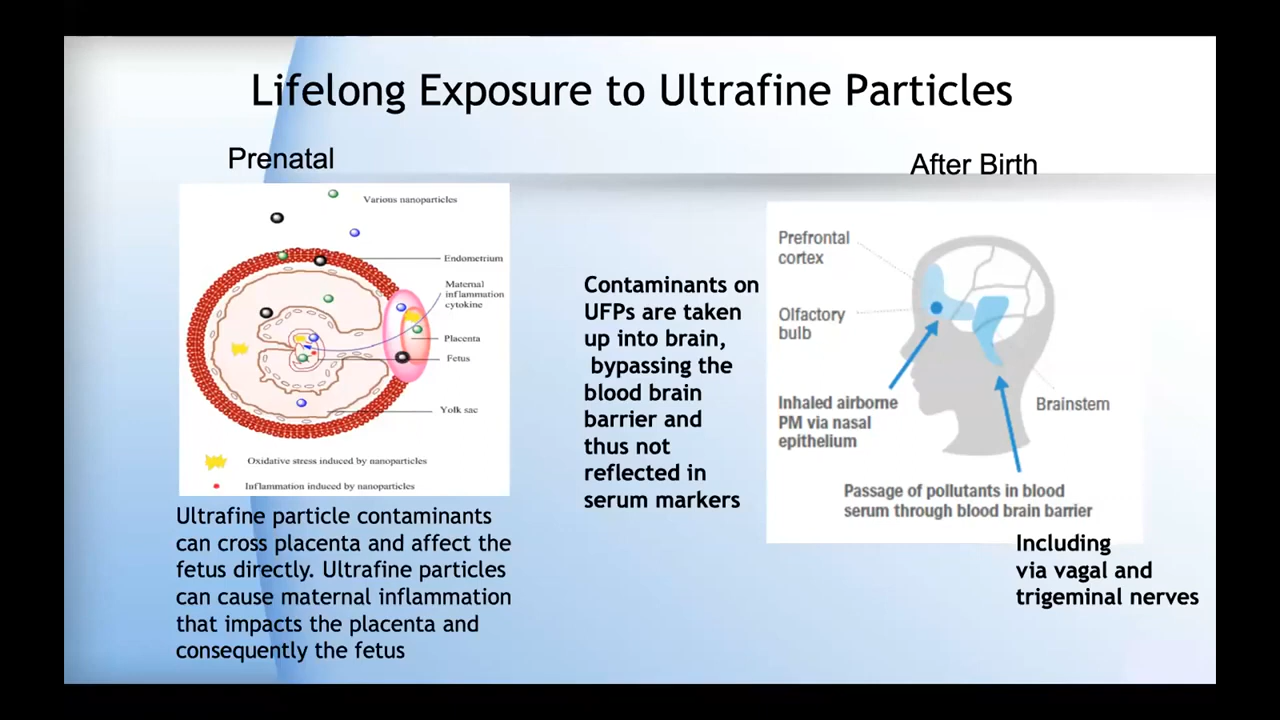 Lifelong Exposure to Ultrafine Particles
Prenatal
Various nanoparticles
Endometrium
Maternal
inflammation
cytokine
Placenta
Fetus
Yolk sac
Oxidative stress induced by nanoparticles
Inflammation induced by nanoparticles
Ultrafine particle contaminants
can cross placenta and affect the
fetus directly. Ultrafine particles
can cause maternal inflammation
that impacts the placenta and
consequently the fetus
Contaminants on
UFPs are taken
up into brain,
bypassing the
blood brain
barrier and
thus not
reflected in
serum markers
After Birth
Prefrontal
cortex
Olfactory
bulb
Inhaled airborne
PM via nasal
epithelium
Brainstem
Passage of pollutants in blood
serum through blood brain barrier
Including
via vagal and
trigeminal nerves